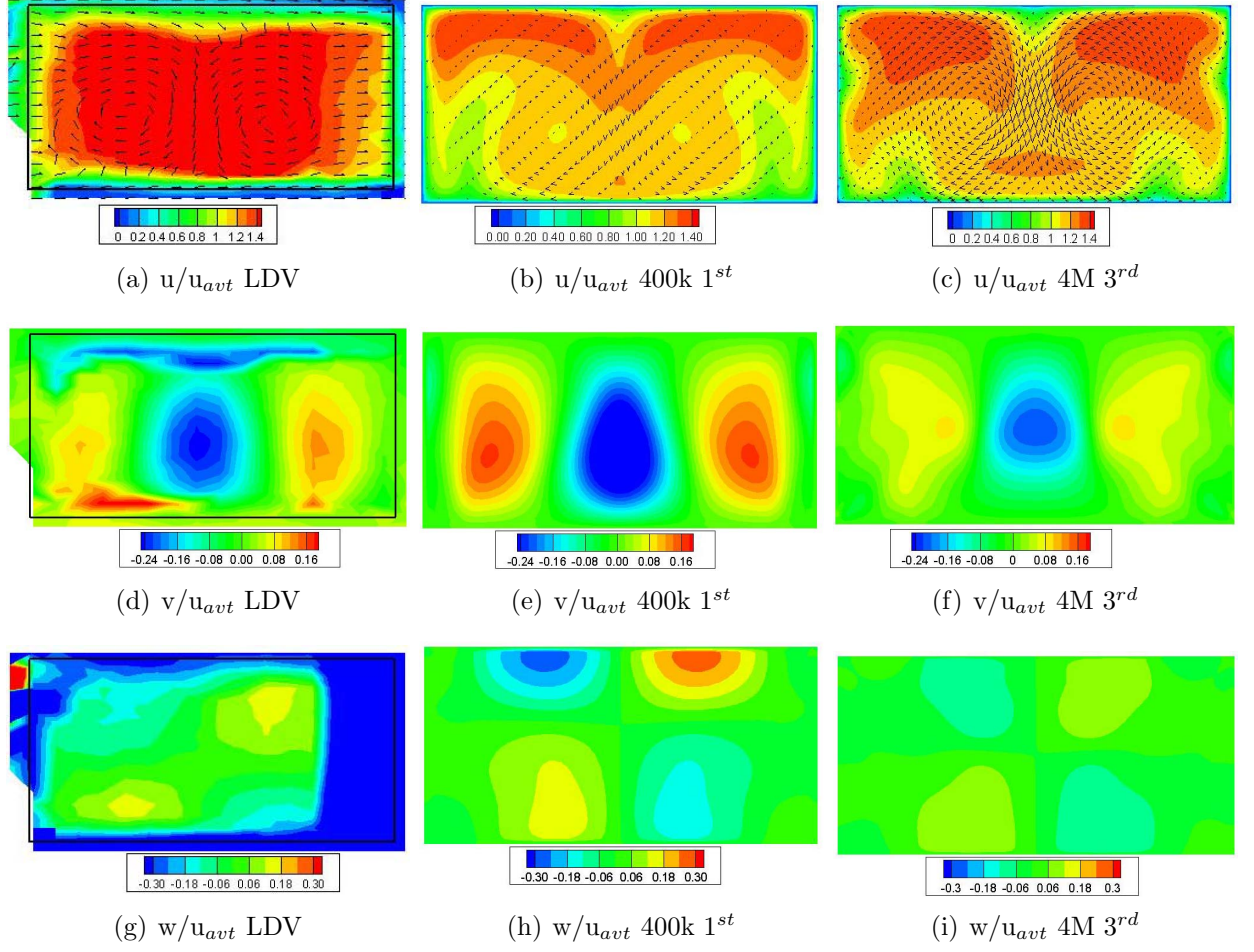 0 0.2 0.4 0.6 0.8 1 1.2 1.4
0.00 0.20 0.40 0.60 0.80 1.00 1.20 1.40
0 0.2 0.4 0.6 0.8 1 1.2 1.4
(a) u/u_avt LDV
(b) u/u_avt 400k 1^st
(c) u/u_avt 4M 3^rd
-0.24 -0.16 -0.08 0.00 0.08 0.16
-0.24 -0.16 -0.08 0.00 0.08 0.16
-0.24 -0.16 -0.08 0 0.08 0.16
(d) v/u_avt LDV
(e) v/u_avt 400k 1^st
(f) v/u_avt 4M 3^rd
-0.30 -0.18 -0.06 0.06 0.18 0.30
-0.30 -0.18 -0.06 0.06 0.18 0.30
-0.3 -0.18 -0.06 0.06 0.18 0.3
(g) w/u_avt LDV
(h) w/u_avt 400k 1^st
(i) w/u_avt 4M 3^rd